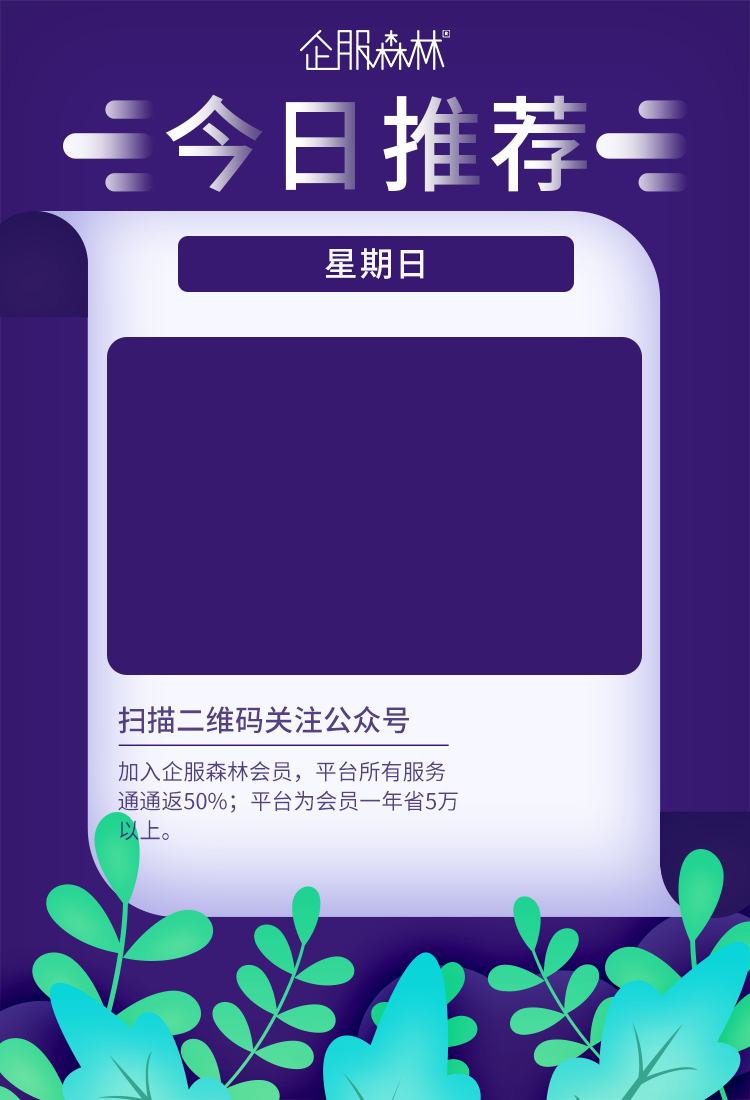 企服森林®
今日推荐
星期日
扫描二维码关注公众号
加入企服森林会员，平台所有服务
通通返50%；平台为会员一年省5万
以上。